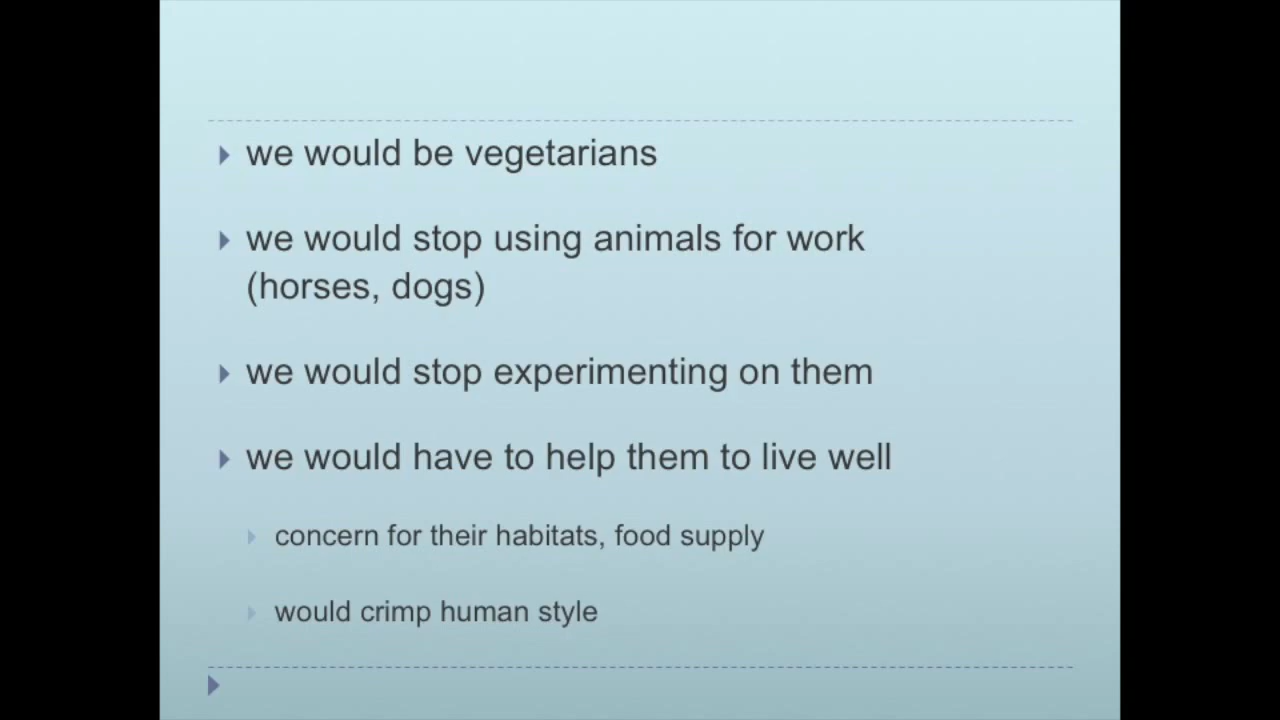 we would be vegetarians
we would stop using animals for work
(horses, dogs)
we would stop experimenting on them
we would have to help them to live well
concern for their habitats, food supply
would crimp human style